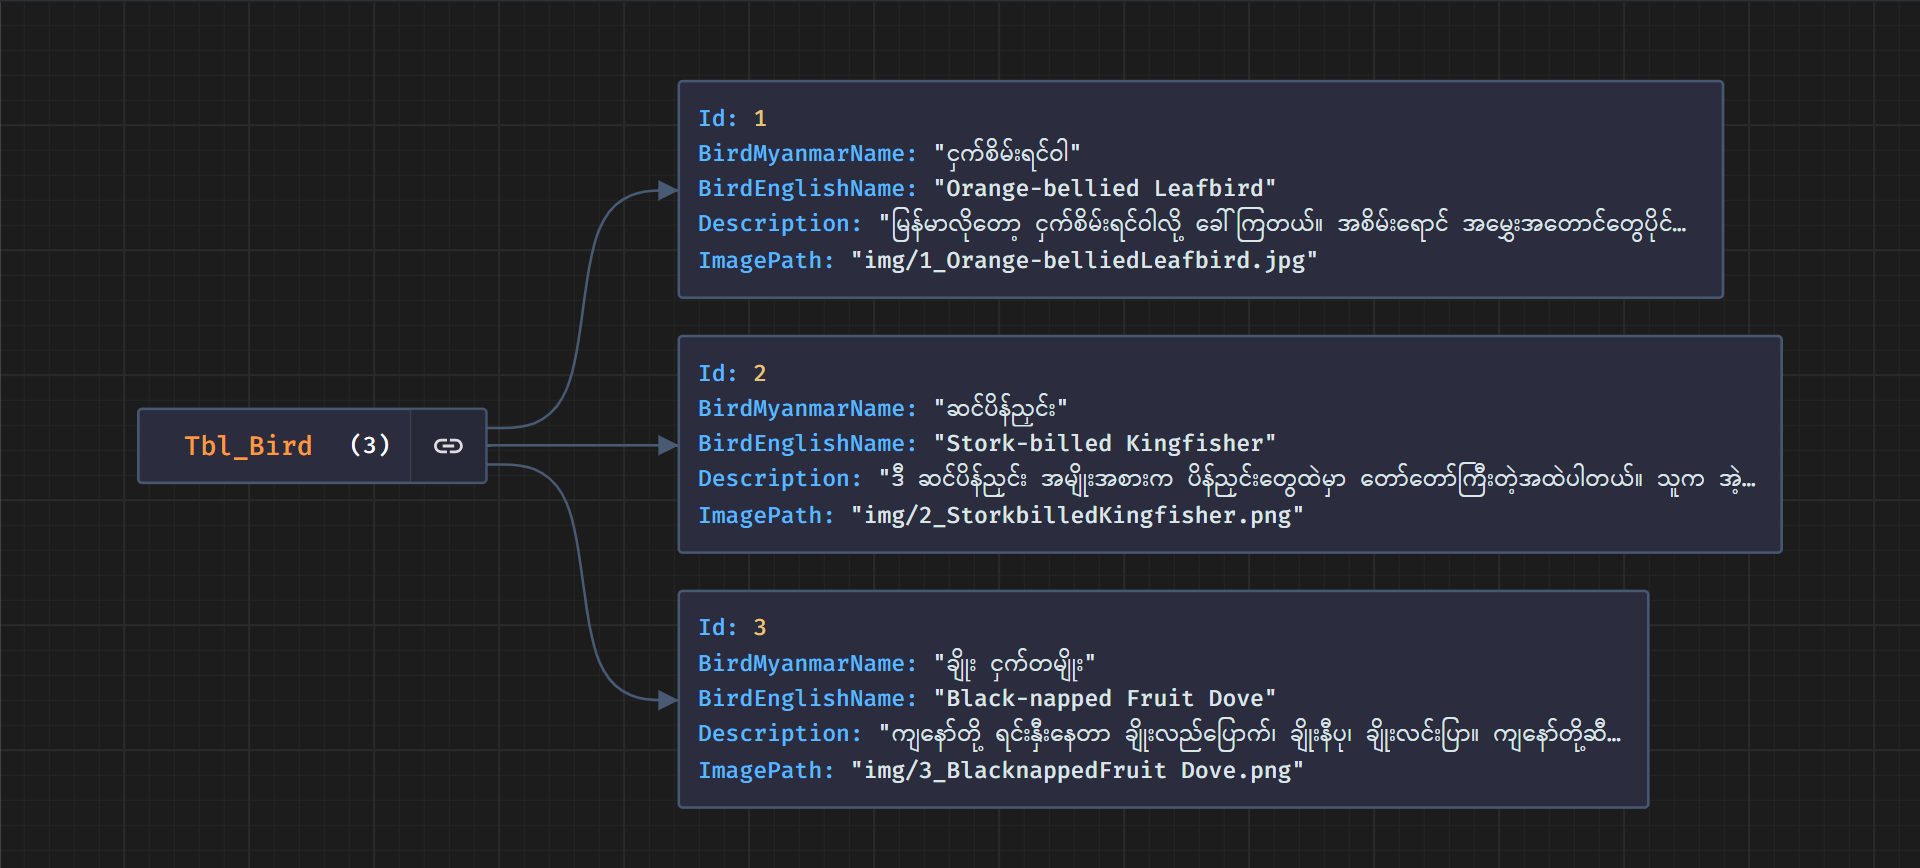 Tbl_Bird (3)
Id: 1
BirdMyanmarName: "ငှက်စိမ်းရင်ဝါ"
BirdEnglishName: "Orange-bellied Leafbird"
Description: "မြန်မာလိုတော့ ငှက်စိမ်းရင်ဝါလို့ ခေါ်ကြတယ်။ အစိမ်းရောင် အမွှေးအတောင်တွေပိုင်…
ImagePath: "img/1_Orange-belliedLeafbird.jpg"
Id: 2
BirdMyanmarName: "ဆင်ပိန်ညှင်း"
BirdEnglishName: "Stork-billed Kingfisher"
Description: "ဒီ ဆင်ပိန်ညှင်း အမျိုးအစားက ပိန်ညှင်းတွေထဲမှာ တော်တော်ကြီးတဲ့အထဲပါတယ်။ သူက အဲ့…
ImagePath: "img/2_StorkbilledKingfisher.png"
Id: 3
BirdMyanmarName: "ချိုး ငှက်တမျိုး"
BirdEnglishName: "Black-napped Fruit Dove"
Description: "ကျနော်တို့ ရင်းနှီးနေတာ ချိုးလည်ပြောက်၊ ချိုးနီပု၊ ချိုးလင်းပြာ။ ကျနော်တို့ဆီ…
ImagePath: "img/3_BlacknappedFruit Dove.png"